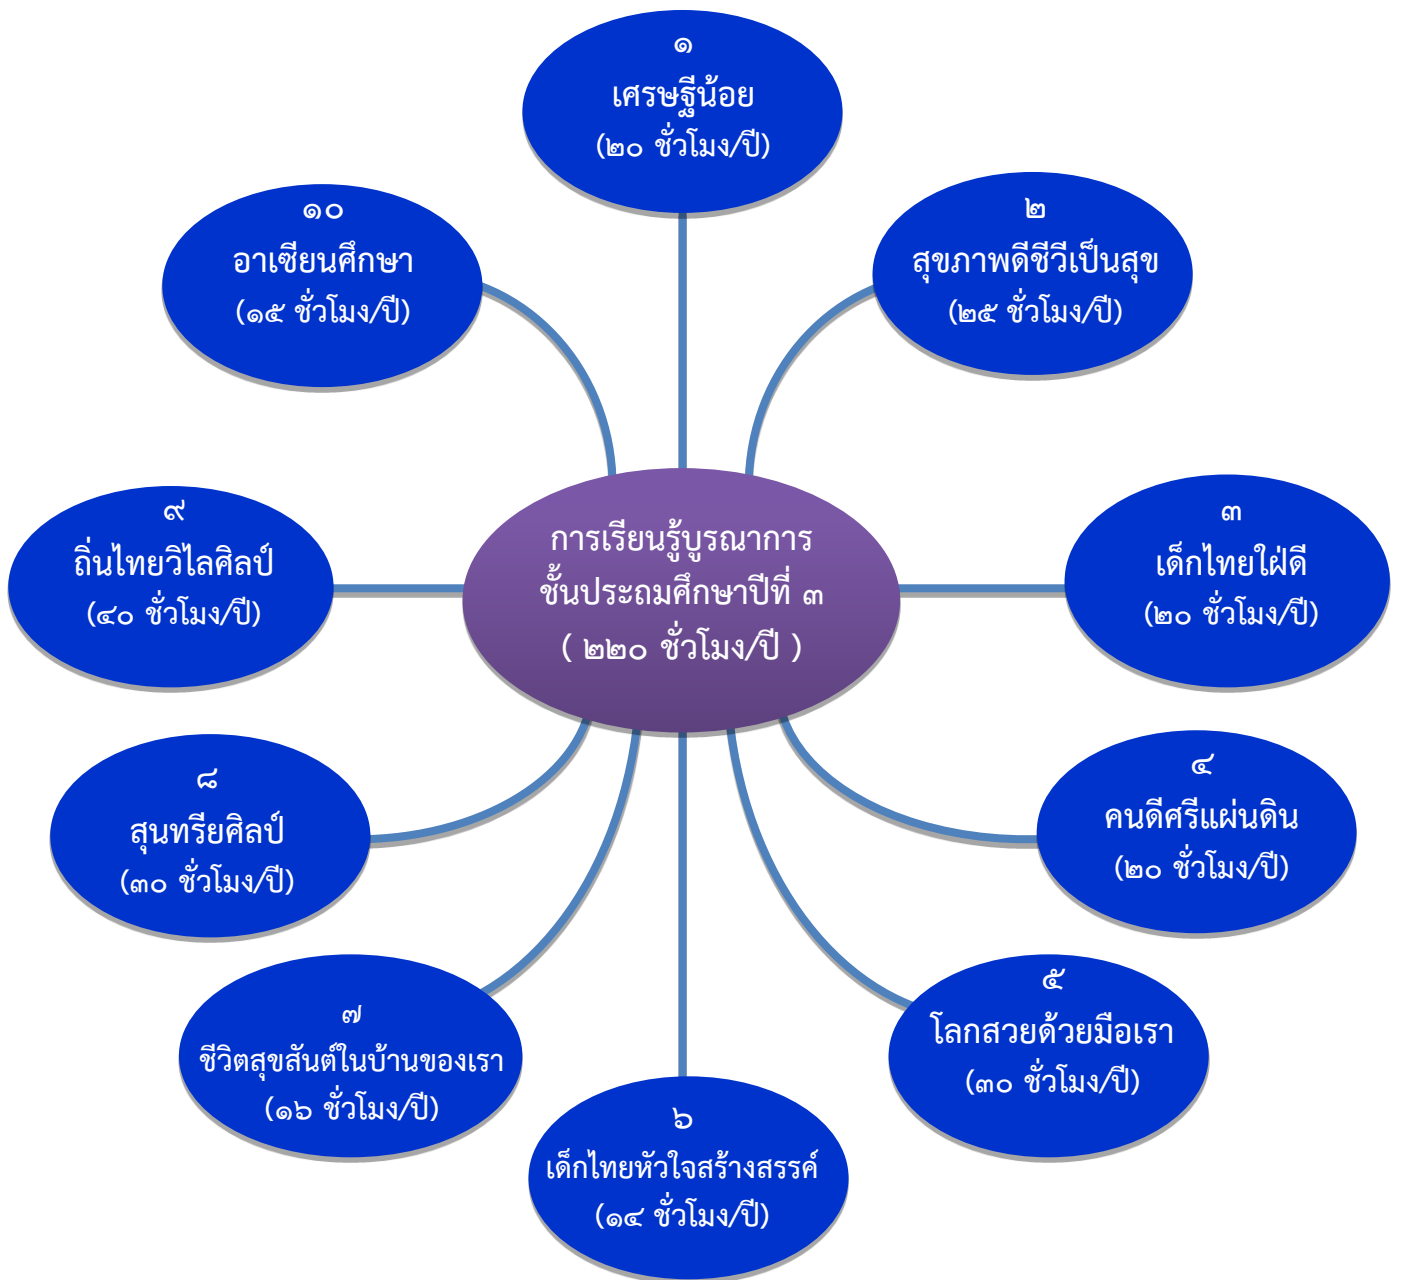 ๑
เศรษฐีน้อย
(๒๐ ชั่วโมง/ปี)
๒
สุขภาพดีชีวีเป็นสุข
(๒๕ ชั่วโมง/ปี)
๓
เด็กไทยใฝ่ดี
(๒๐ ชั่วโมง/ปี)
๔
คนดีศรีแผ่นดิน
(๒๐ ชั่วโมง/ปี)
๕
โลกสวยด้วยมือเรา
(๓๐ ชั่วโมง/ปี)
๖
เด็กไทยหัวใจสร้างสรรค์
(๑๔ ชั่วโมง/ปี)
๗
ชีวิตสุขสันต์ในบ้านของเรา
(๑๖ ชั่วโมง/ปี)
๘
สุนทรียศิลป์
(๓๐ ชั่วโมง/ปี)
๙
ถิ่นไทยวิไลศิลป์
(๔๐ ชั่วโมง/ปี)
๑๐
อาเซียนศึกษา
(๑๕ ชั่วโมง/ปี)
การเรียนรู้บูรณาการ
ชั้นประถมศึกษาปีที่ ๓
( ๒๒๐ ชั่วโมง/ปี )